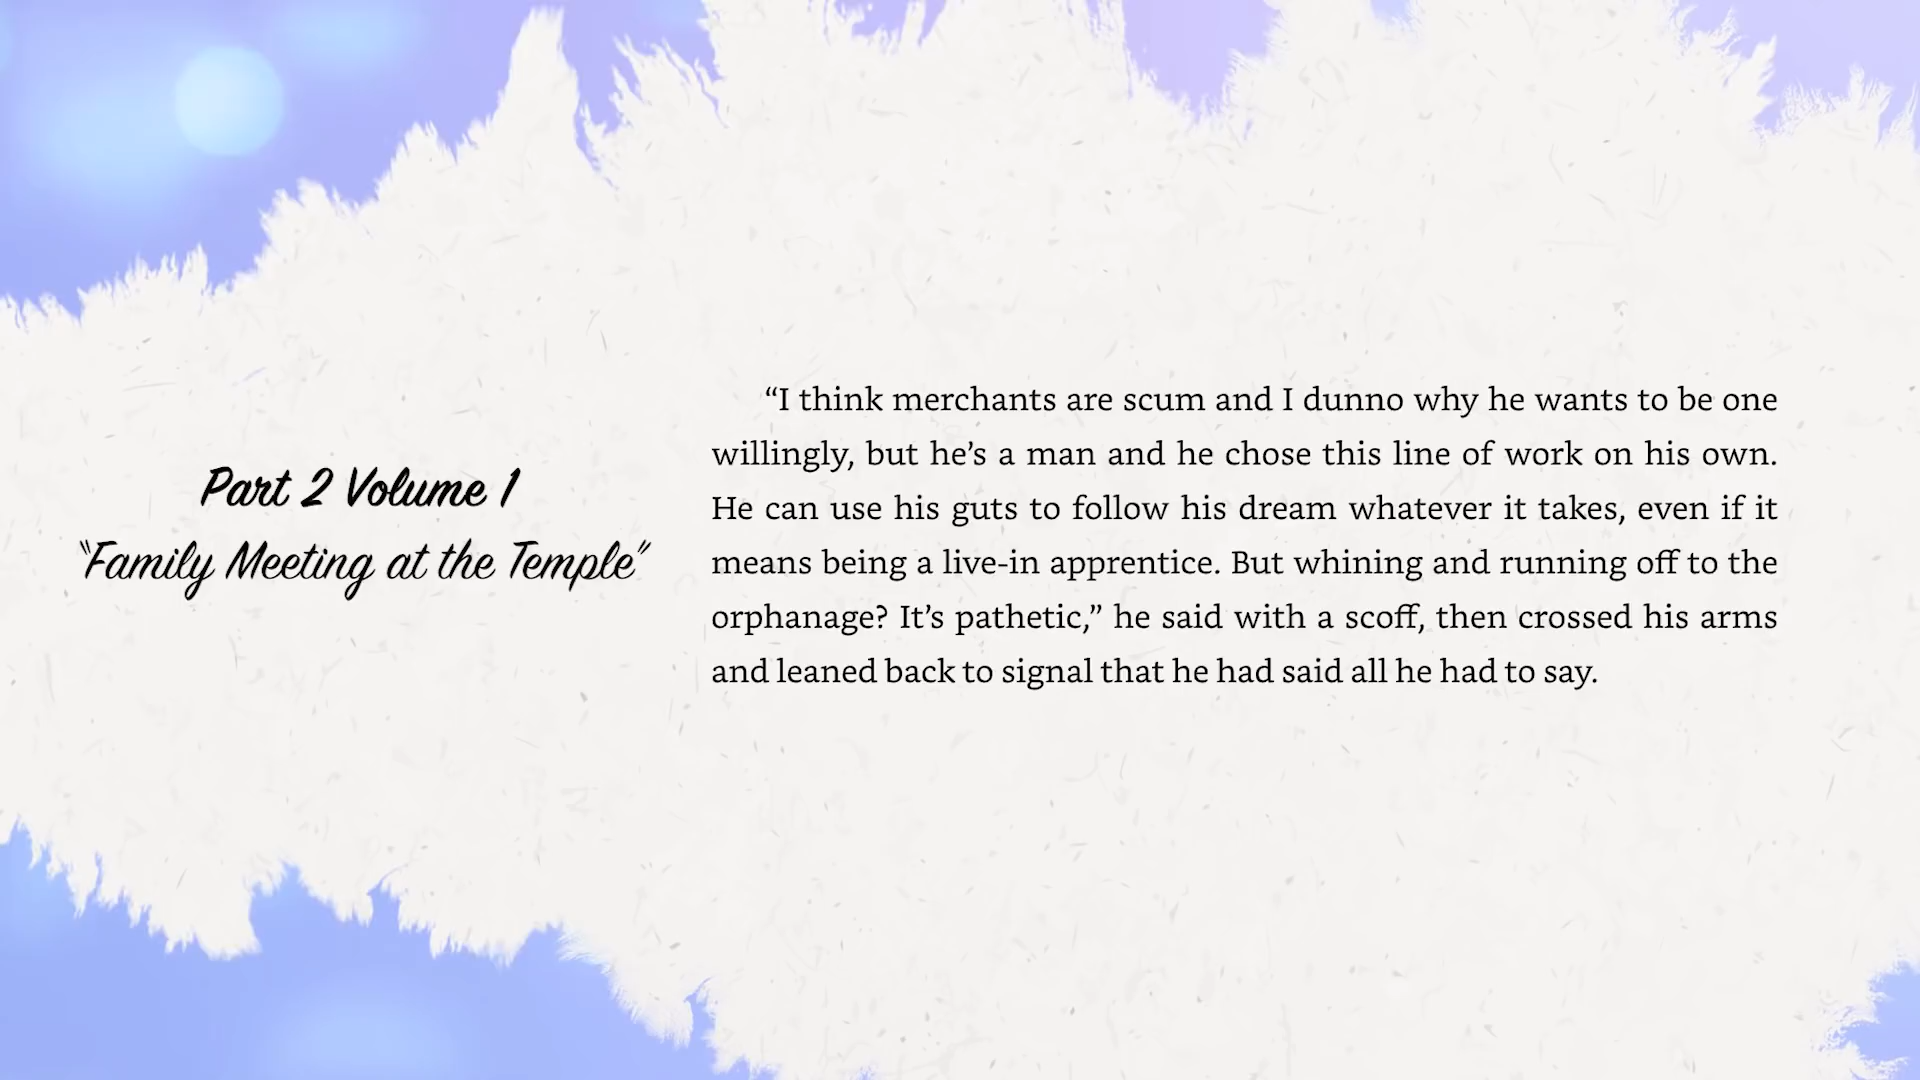 Part 2 Volume 1
“Family Meeting at the Temple”
“I think merchants are scum and I dunno why he wants to be one
willingly, but he’s a man and he chose this line of work on his own.
He can use his guts to follow his dream whatever it takes, even if it
means being a live-in apprentice. But whining and running off to the
orphanage? It’s pathetic,” he said with a scoff, then crossed his arms
and leaned back to signal that he had said all he had to say.